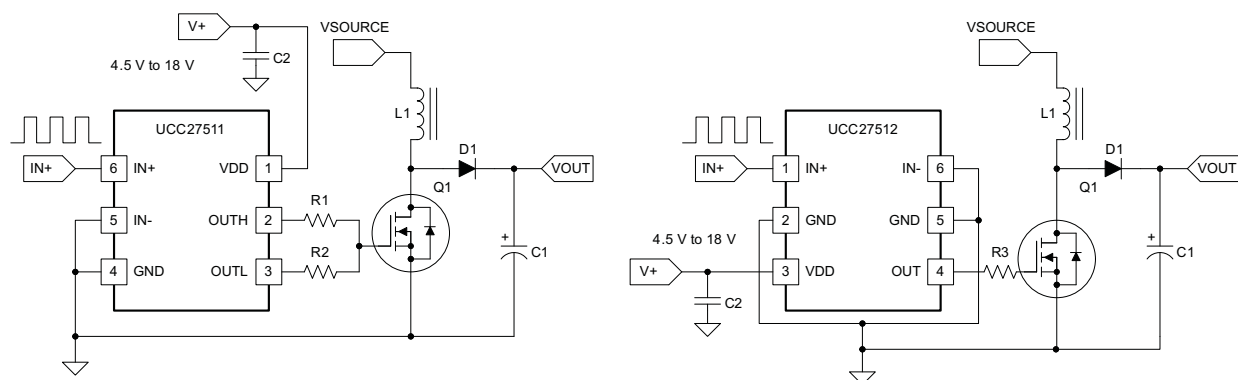 V+
C2
4.5 V to 18 V
VSOURCE
L1
UCC27511
IN+
6 IN+
VDD 1
5 IN-
OUTH 2
R1
4 GND
OUTL 3
R2
D1
Q1
VOUT
+
C1
VSOURCE
L1
UCC27512
IN+
1 IN+
IN- 6
2 GND
GND 5
4.5 V to 18 V
V+
3 VDD
OUT 4
R3
C2
D1
Q1
VOUT
+
C1